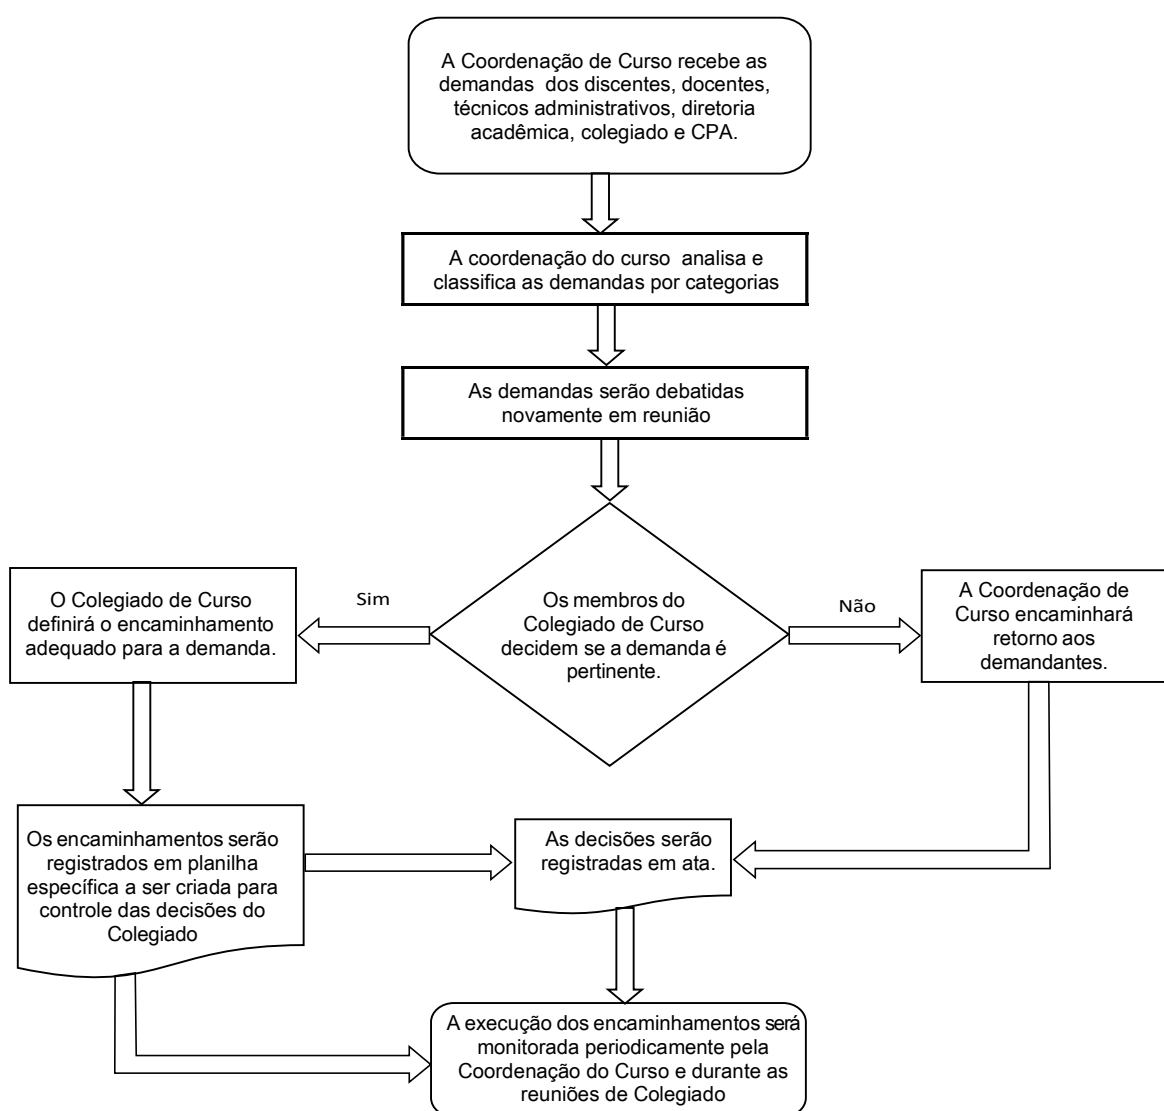 A Coordenação de Curso recebe as
demandas dos discentes, docentes,
técnicos administrativos, diretoria
acadêmica, colegiado e CPA.
A coordenação do curso analisa e
classifica as demandas por categorias
As demandas serão debatidas
novamente em reunião
Os membros do
Colegiado de Curso
decidem se a demanda é
pertinente.
Sim
Não
O Colegiado de Curso
definirá o encaminhamento
adequado para a demanda.
A Coordenação de
Curso encaminhará
retorno aos
demandantes.
Os encaminhamentos serão
registrados em planilha
específica a ser criada para
controle das decisões do
Colegiado
As decisões serão
registradas em ata.
A execução dos encaminhamentos será
monitorada periodicamente pela
Coordenação do Curso e durante as
reuniões de Colegiado